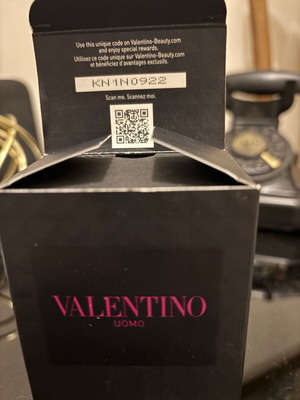 Use this unique code on Valentino-Beauty.com
and enjoy special rewards.
Utilisez ce code unique sur Valentino-Beauty.com
et bénéficiez d'avantages exclusifs.
KN1N0922
Scan me. Scannez moi.
VALENTINO
UOMO